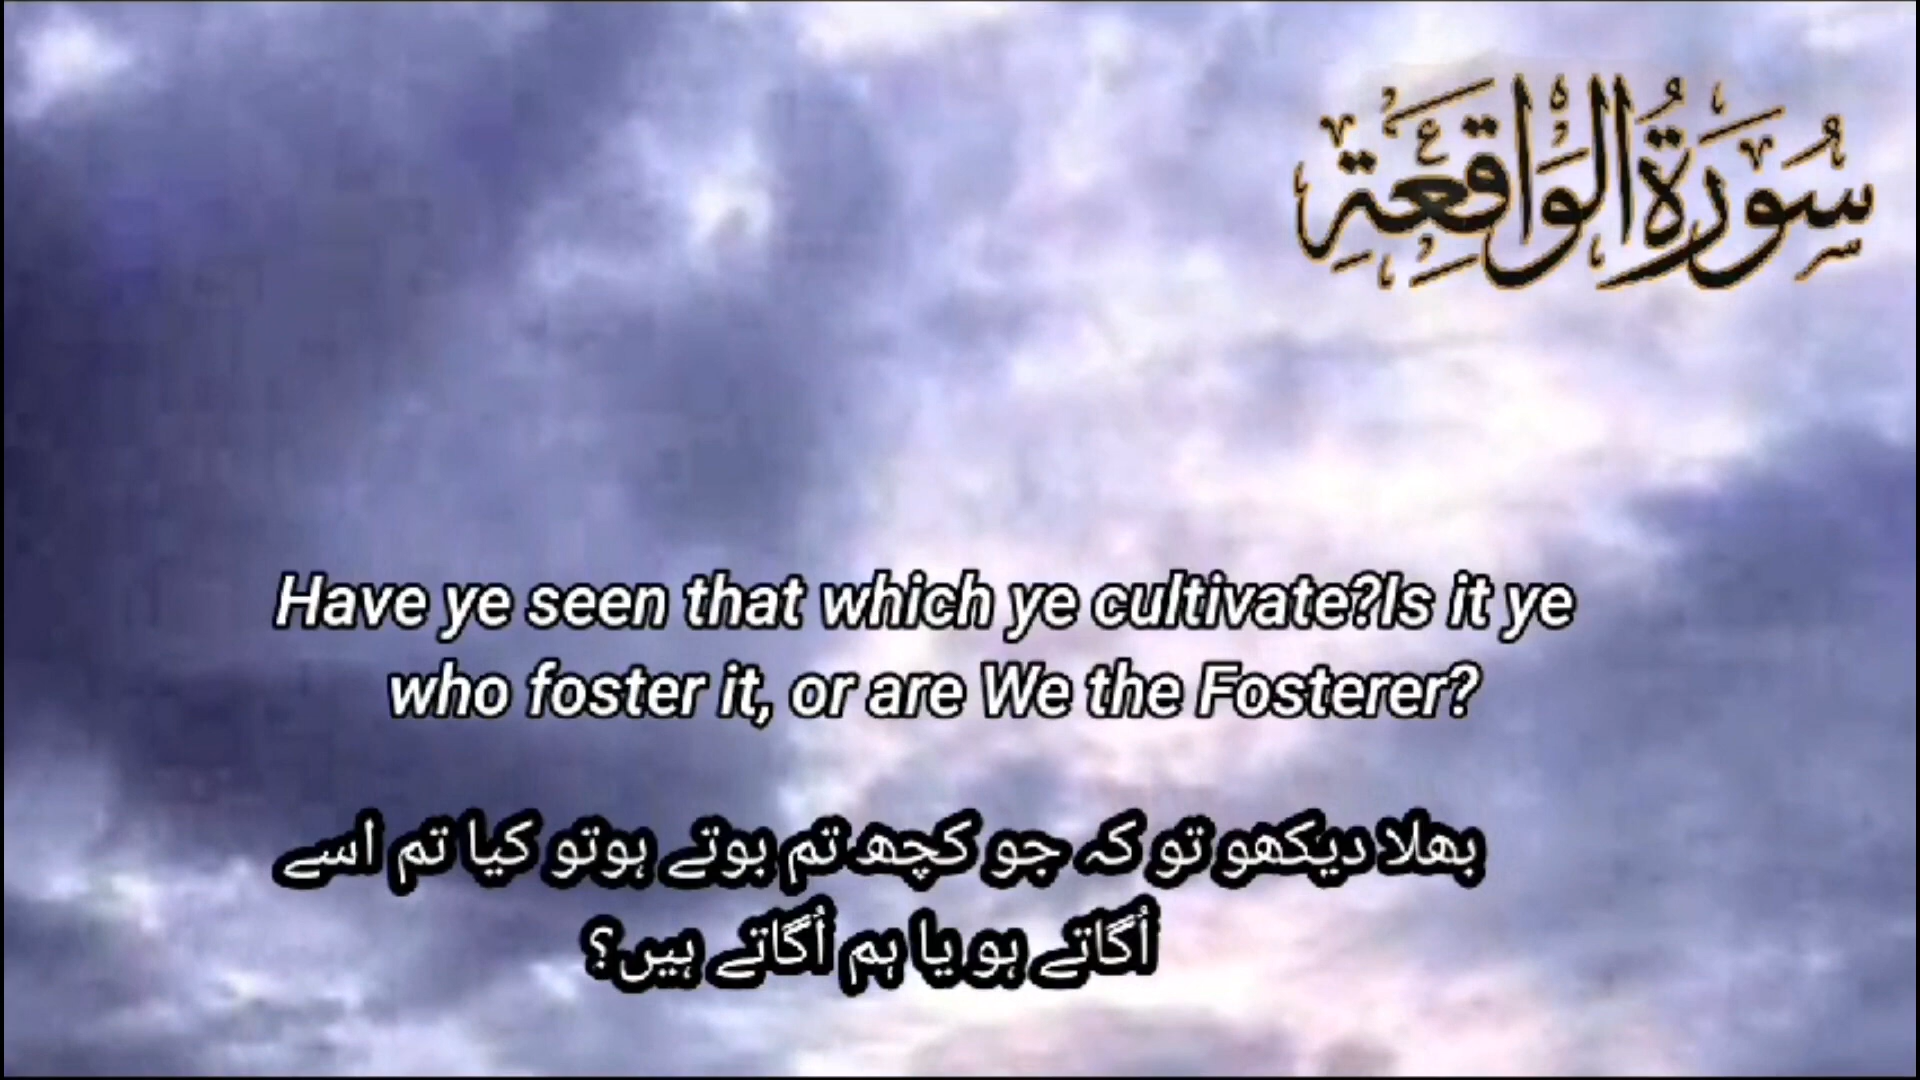 سُورَةُ الْوَاقِعَةِ
Have ye seen that which ye cultivate?Is it ye
who foster it, or are We the Fosterer?
بھلا دیکھو تو کہ جو کچھ تم بوتے ہوتو کیا تم اسے
اُگاتے ہو یا ہم اُگاتے ہیں؟